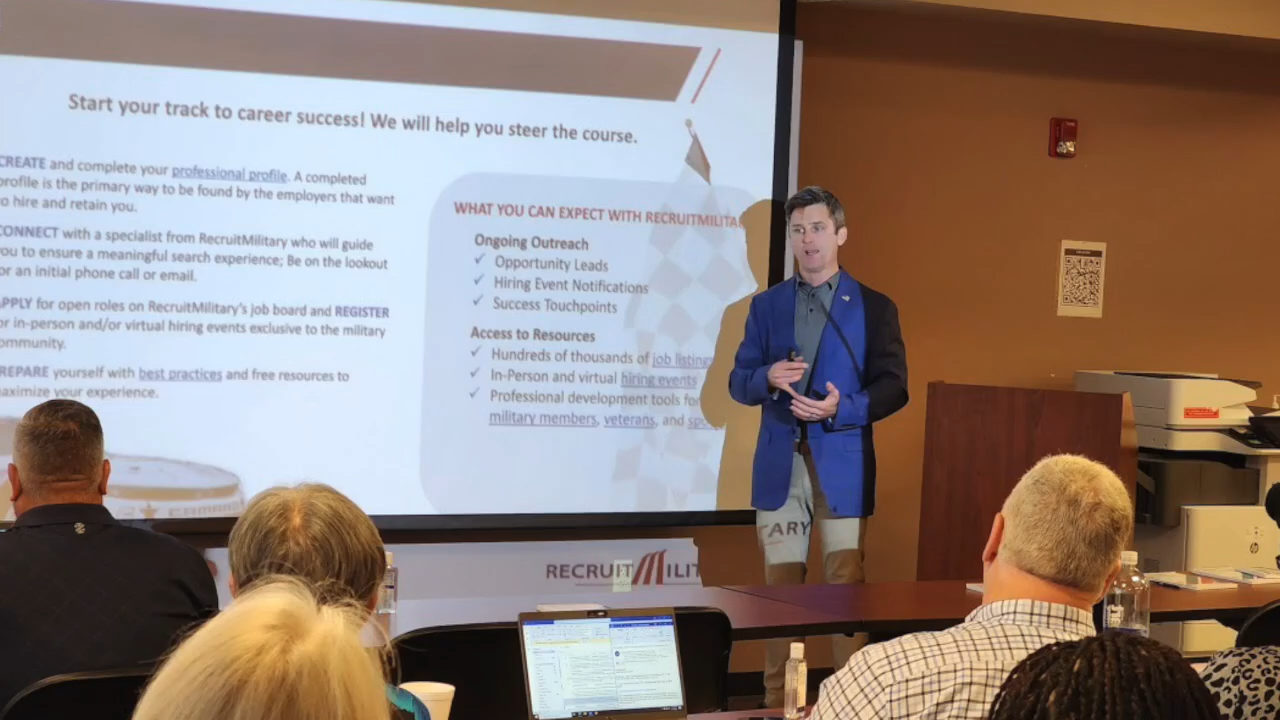 Start your track to career success! We will help you steer the course.
CREATE and complete your professional profile. A completed
profile is the primary way to be found by the employers that want
to hire and retain you.
CONNECT with a specialist from RecruitMilitary who will guide
you to ensure a meaningful search experience; Be on the lookout
for an initial phone call or email.
APPLY for open roles on RecruitMilitary's job board and REGISTER
for in-person and/or virtual hiring events exclusive to the military
community.
PREPARE yourself with best practices and free resources to
maximize your experience.
WHAT YOU CAN EXPECT WITH RECRUITMILITA
Ongoing Outreach
Opportunity Leads
Hiring Event Notifications
Success Touchpoints
Access to Resources
Hundreds of thousands of job listings
In-Person and virtual hiring events
Professional development tools for
military members, veterans, and
TARY
RECRUIT MILIT
hp